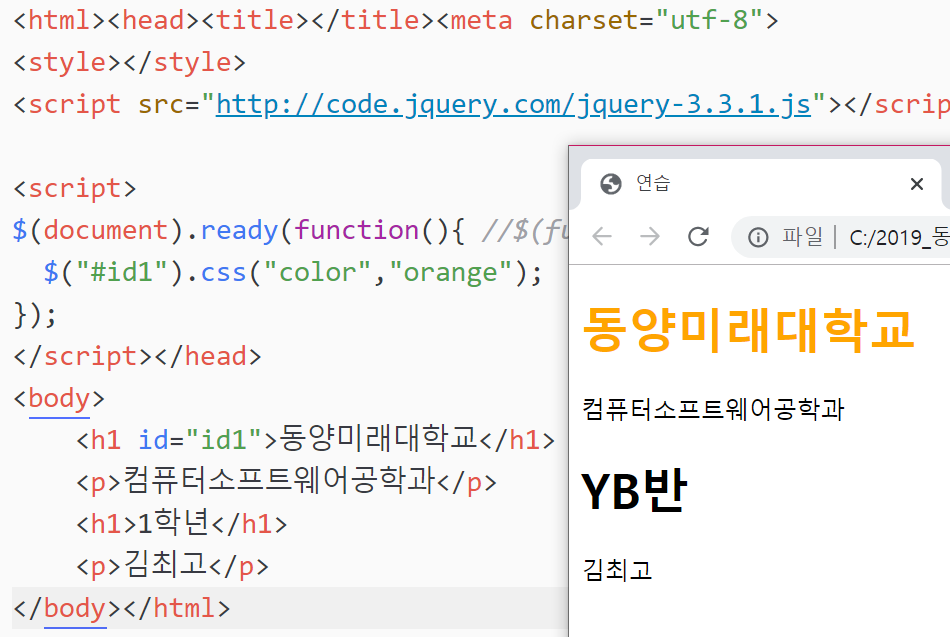 <html><head><title></title><meta charset="utf-8">
<style></style>
<script src="http://code.jquery.com/jquery-3.3.1.js"></scrip
<script>
$(document).ready(function(){ //$(fu
$("#id1").css("color","orange");
});
</script></head>
<body>
<h1 id="id1">동양미래대학교</h1>
<p>컴퓨터소프트웨어공학과</p>
<h1>1학년</h1>
<p>김최고</p>
</body></html>
연습
파일 | C:/2019_동
동양미래대학교
컴퓨터소프트웨어공학과
YB반
김최고